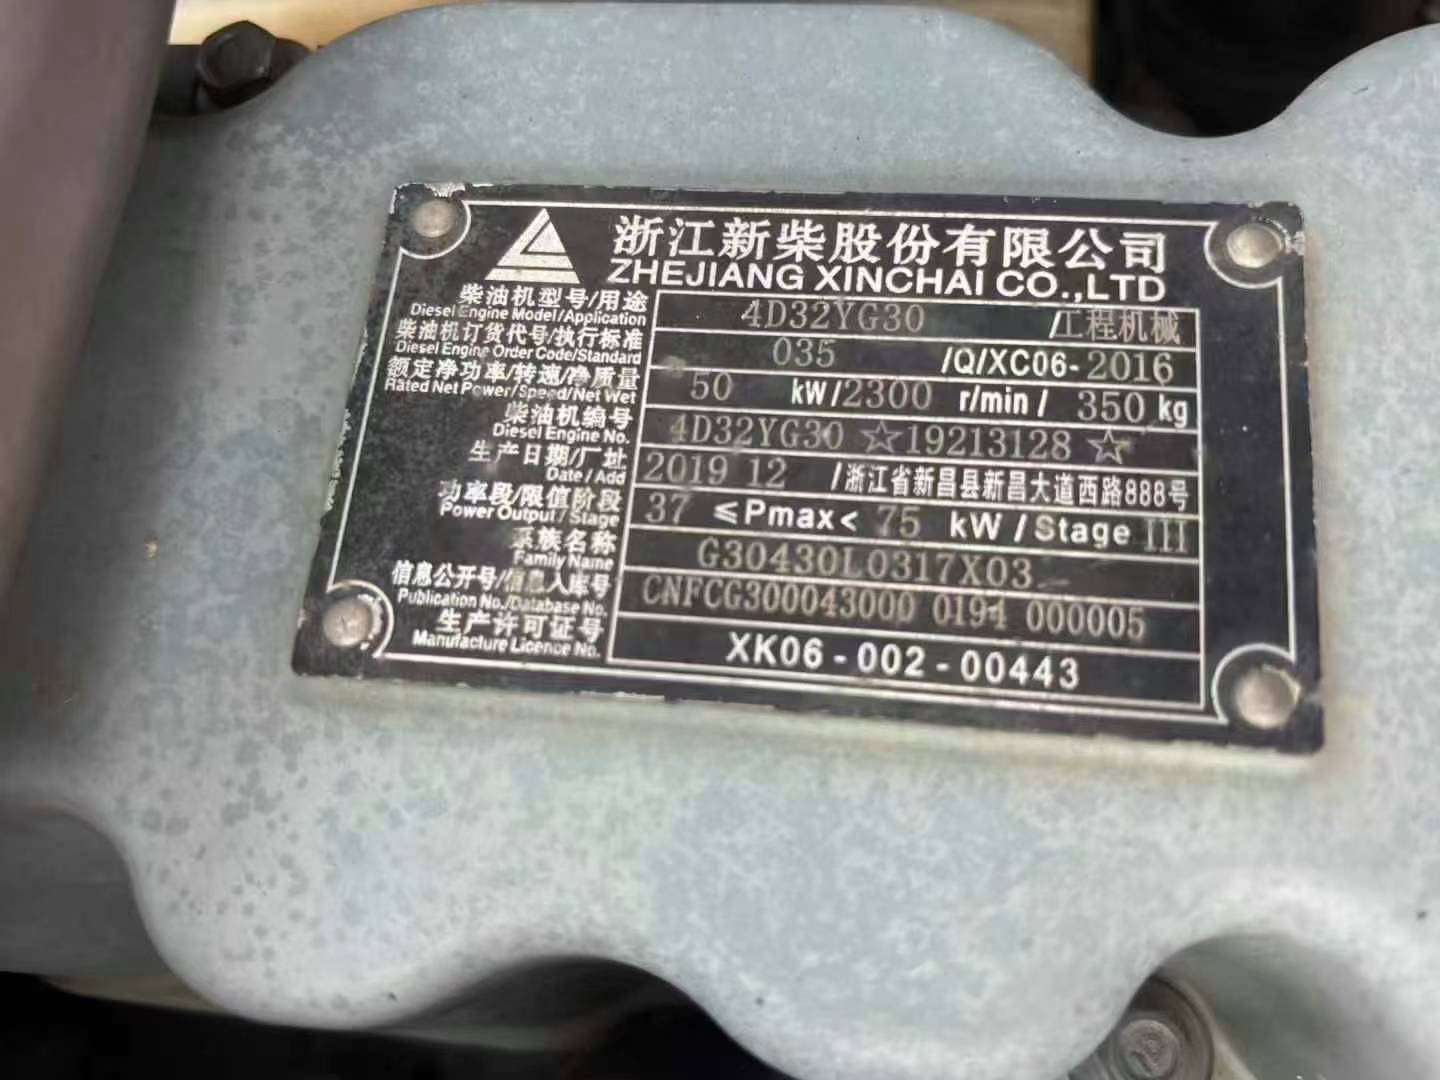 浙江新柴股份有限公司
ZHEJIANG XINCHAI CO.,LTD
柴油机型号/用途 4D32YG30 /工程机械
Diesel Engine Model/Application
柴油机订货代号/执行标准 035 /Q/XC06-2016
Diesel Engine Order Code/Standard
额定净功率/转速/净质量 50 kW/2300 r/min/ 350kg
Rated Net Power/Speed/Net Wet
柴油机编号 4D32YG30 ☆19213128☆
Diesel Engine No.
生产日期/厂址 2019 12 /浙江省新昌县新昌大道西路888号
Date/Add
功率段/限值阶段 37 ≤Pmax< 75 kW/Stage III
Power Output/Stage
系族名称 G30430L0317X03
Family Name
信息公开号/信息入库号 CNFCG300043000 0194 000005
Publication No./Database No.
生产许可证号 XK06-002-00443
Manufacture Licence No.